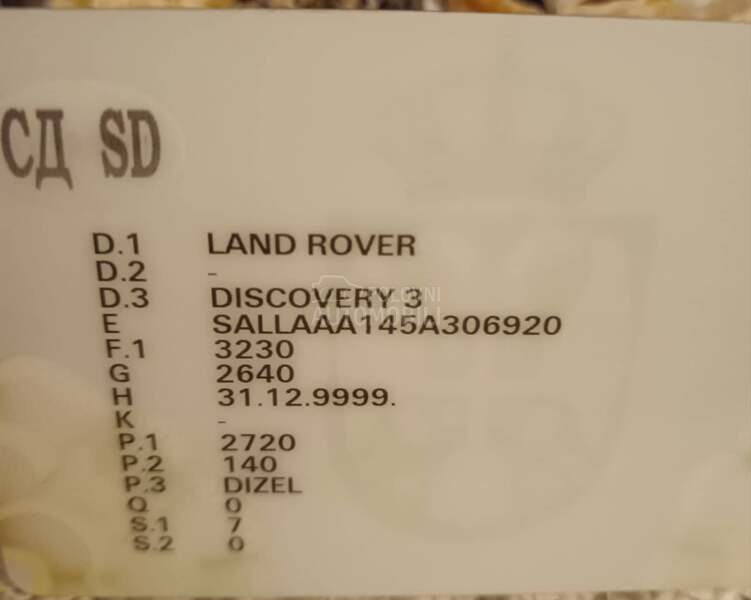 СД SD
D.1 LAND ROVER
D.2 -
D.3 DISCOVERY 3
E SALLAAA145A306920
F.1 3230
G 2640
H 31.12.9999.
K -
P.1 2720
P.2 140
P.3 DIZEL
Q 0
S.1 7
S.2 0